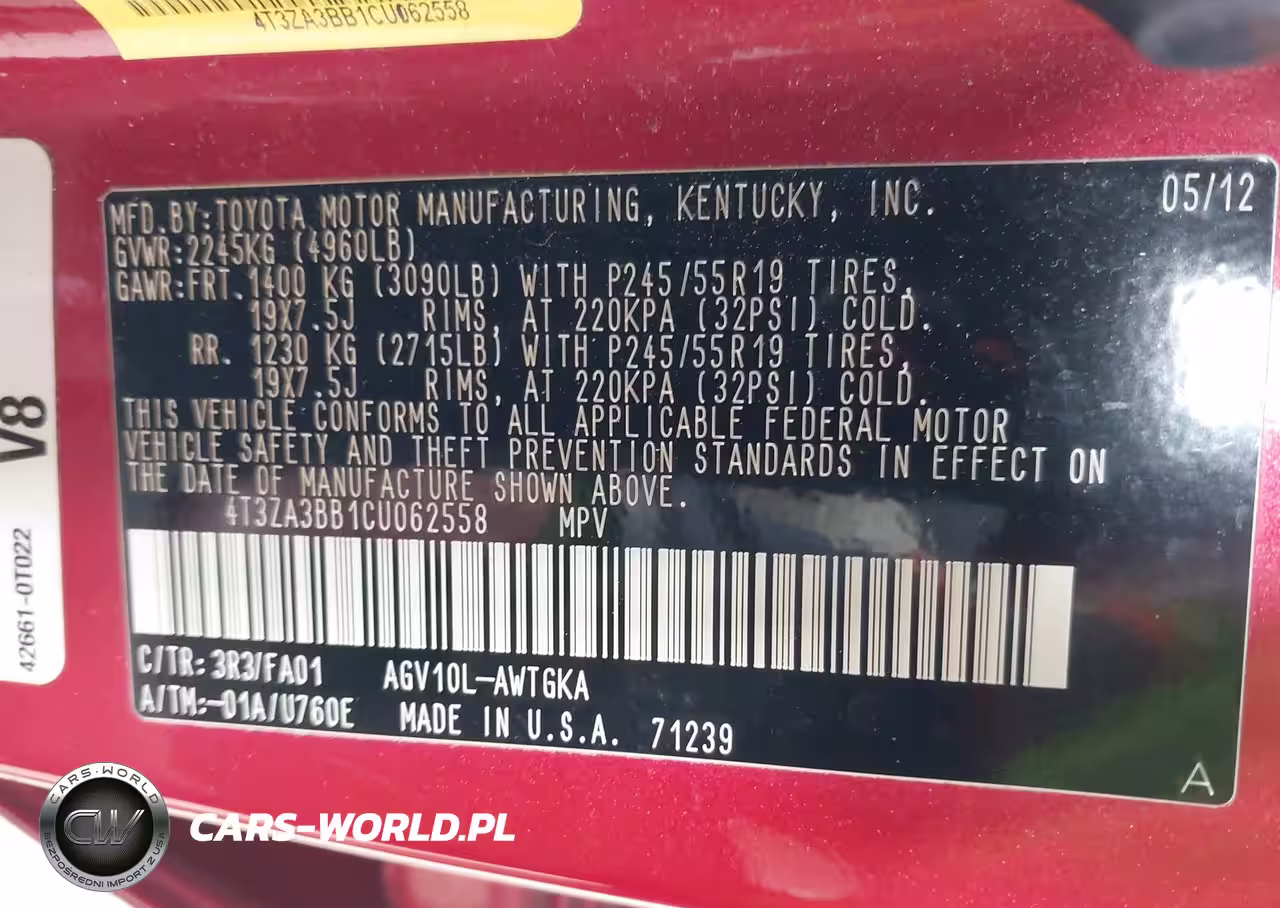 4T3ZA3BB1CU062558
MFD.BY:TOYOTA MOTOR MANUFACTURING, KENTUCKY, INC. 05/12
GVWR:2245KG (4960LB)
GAWR:FRT. 1400 KG (3090LB) WITH P245/55R19 TIRES,
19X7.5J RIMS, AT 220KPA (32PSI) COLD.
RR. 1230 KG (2715LB) WITH P245/55R19 TIRES,
19X7.5J RIMS, AT 220KPA (32PSI) COLD.
THIS VEHICLE CONFORMS TO ALL APPLICABLE FEDERAL MOTOR
VEHICLE SAFETY AND THEFT PREVENTION STANDARDS IN EFFECT ON
THE DATE OF MANUFACTURE SHOWN ABOVE.
4T3ZA3BB1CU062558 MPV
C/TR: 3R3/FA01 AGV10L-AWTGKA
A/TM:-01A/U760E MADE IN U.S.A. 71239
A
V8
42661-0T022
CARS-WORLD
CW
BEZPOŚREDNI IMPORT Z USA
CARS-WORLD.PL